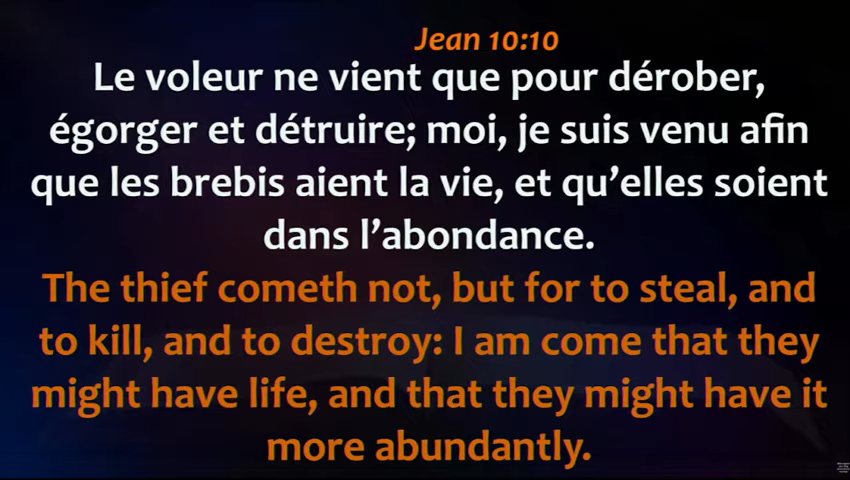 Jean 10:10
Le voleur ne vient que pour dérober,
égorger et détruire; moi, je suis venu afin
que les brebis aient la vie, et qu’elles soient
dans l’abondance.
The thief cometh not, but for to steal, and
to kill, and to destroy: I am come that they
might have life, and that they might have it
more abundantly.